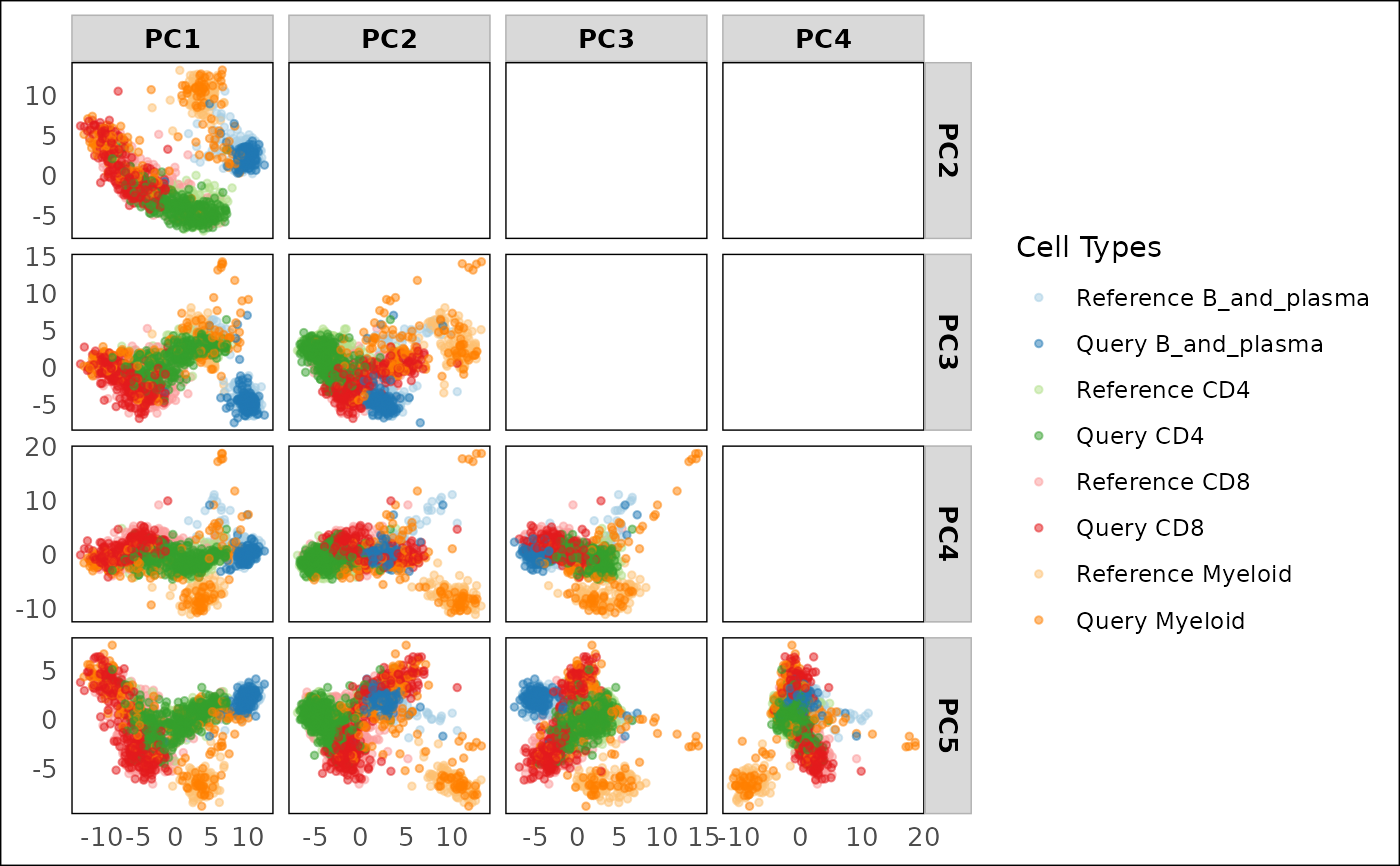 PC1 PC2 PC3 PC4
10
5
0
-5
PC2
15
10
5
0
-5
PC3
20
10
0
-10
PC4
5
0
-5
PC5
-10 -5 0 5 10
-5 0 5 10
-5 0 5 10 15
-10 0 10 20
Cell Types
Reference B_and_plasma
Query B_and_plasma
Reference CD4
Query CD4
Reference CD8
Query CD8
Reference Myeloid
Query Myeloid